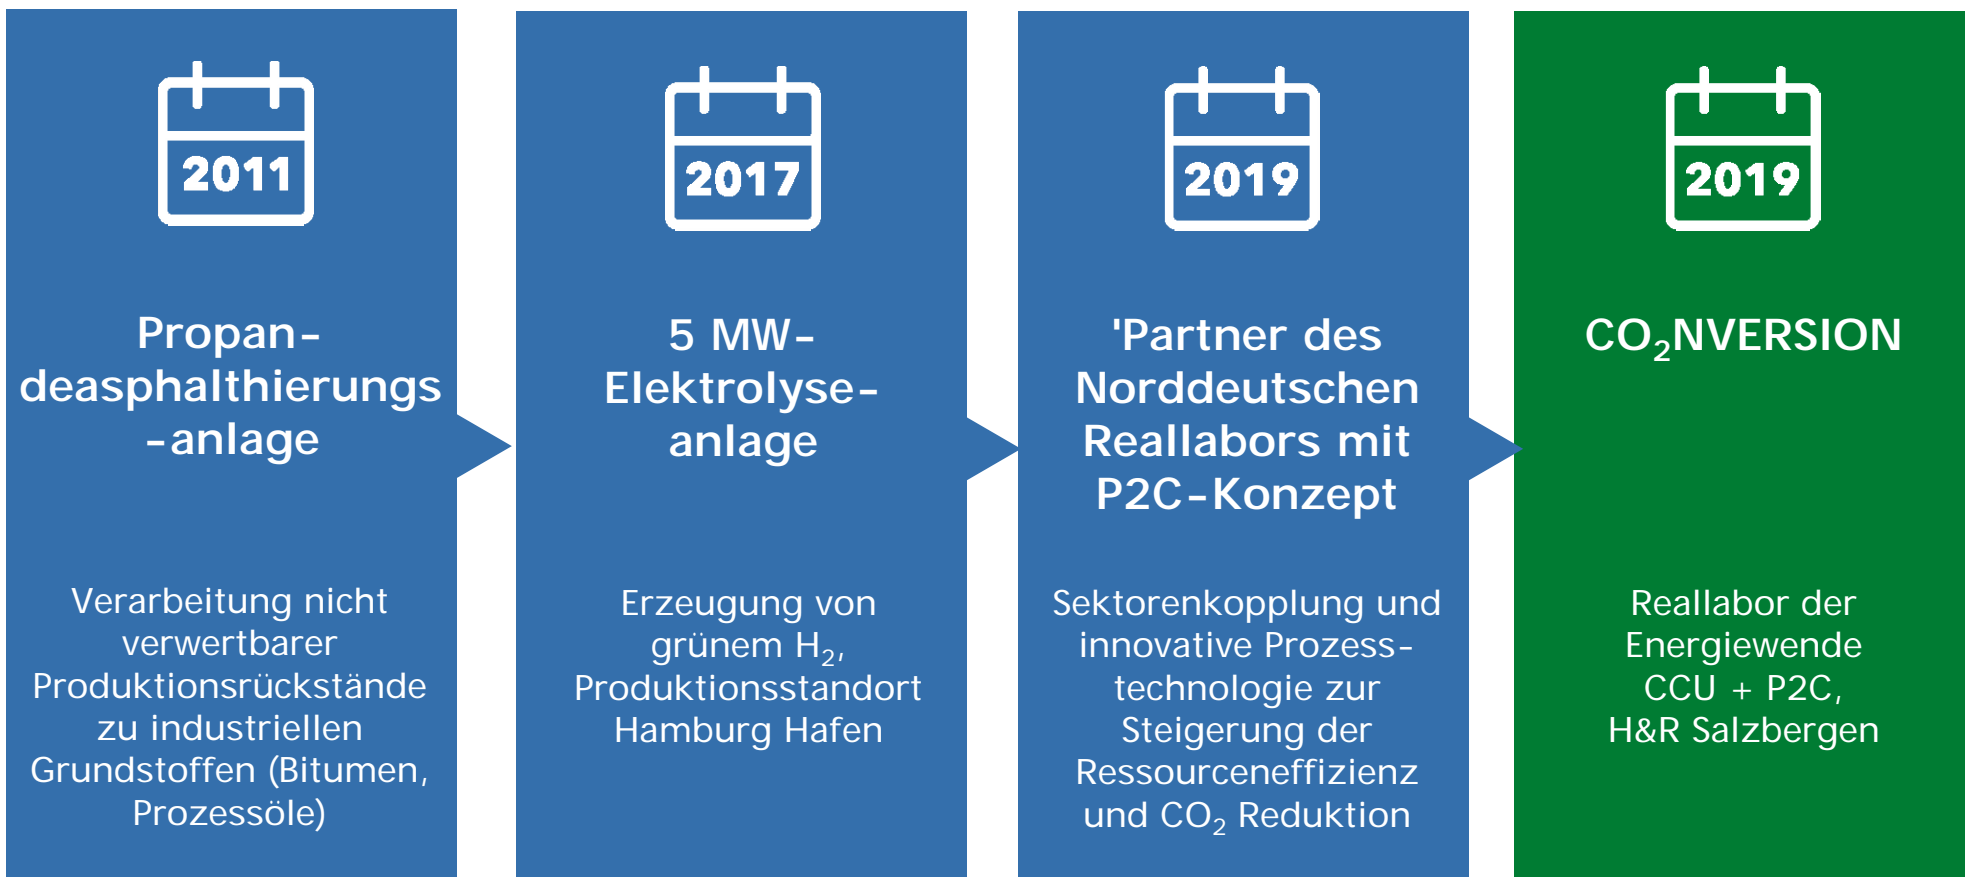 2011
Propan-
deasphalthierungs
-anlage
Verarbeitung nicht
verwertbarer
Produktionsrückstände
zu industriellen
Grundstoffen (Bitumen,
Prozessöle)
2017
5 MW-
Elektrolyse-
anlage
Erzeugung von
grünem H₂,
Produktionsstandort
Hamburg Hafen
2019
'Partner des
Norddeutschen
Reallabors mit
P2C-Konzept
Sektorenkopplung und
innovative Prozess-
technologie zur
Steigerung der
Ressourceneffizienz
und CO₂ Reduktion
2019
CO₂NVERSION
Reallabor der
Energiewende
CCU + P2C,
H&R Salzbergen